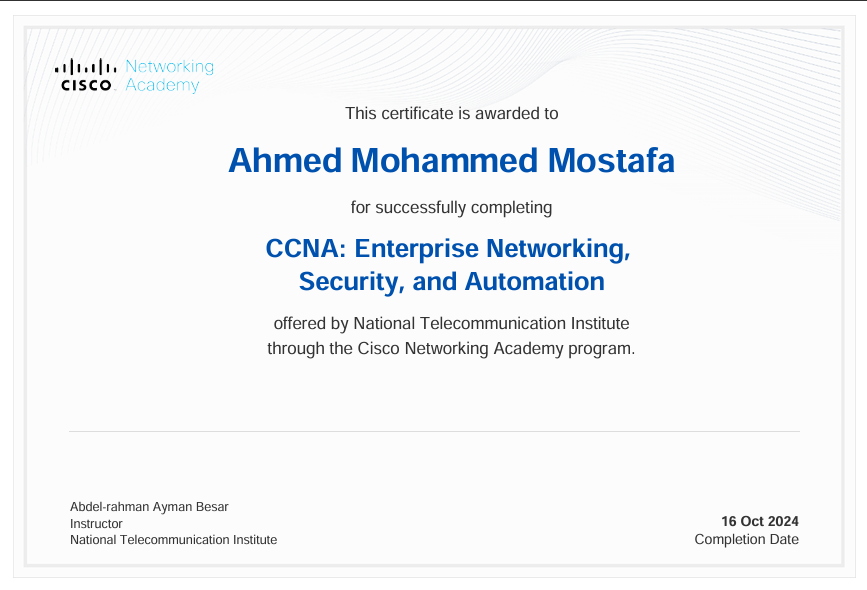 Networking
CISCO Academy
This certificate is awarded to
Ahmed Mohammed Mostafa
for successfully completing
CCNA: Enterprise Networking,
Security, and Automation
offered by National Telecommunication Institute
through the Cisco Networking Academy program.
Abdel-rahman Ayman Besar
Instructor
National Telecommunication Institute
16 Oct 2024
Completion Date